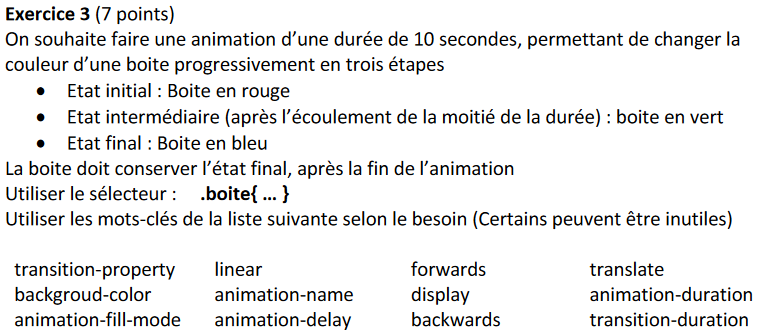 Exercice 3 (7 points)
On souhaite faire une animation d’une durée de 10 secondes, permettant de changer la
couleur d’une boite progressivement en trois étapes
• Etat initial : Boite en rouge
• Etat intermédiaire (après l’écoulement de la moitié de la durée) : boite en vert
• Etat final : Boite en bleu
La boite doit conserver l’état final, après la fin de l’animation
Utiliser le sélecteur : .boite{ ... }
Utiliser les mots-clés de la liste suivante selon le besoin (Certains peuvent être inutiles)
transition-property linear forwards translate
backgroud-color animation-name display animation-duration
animation-fill-mode animation-delay backwards transition-duration